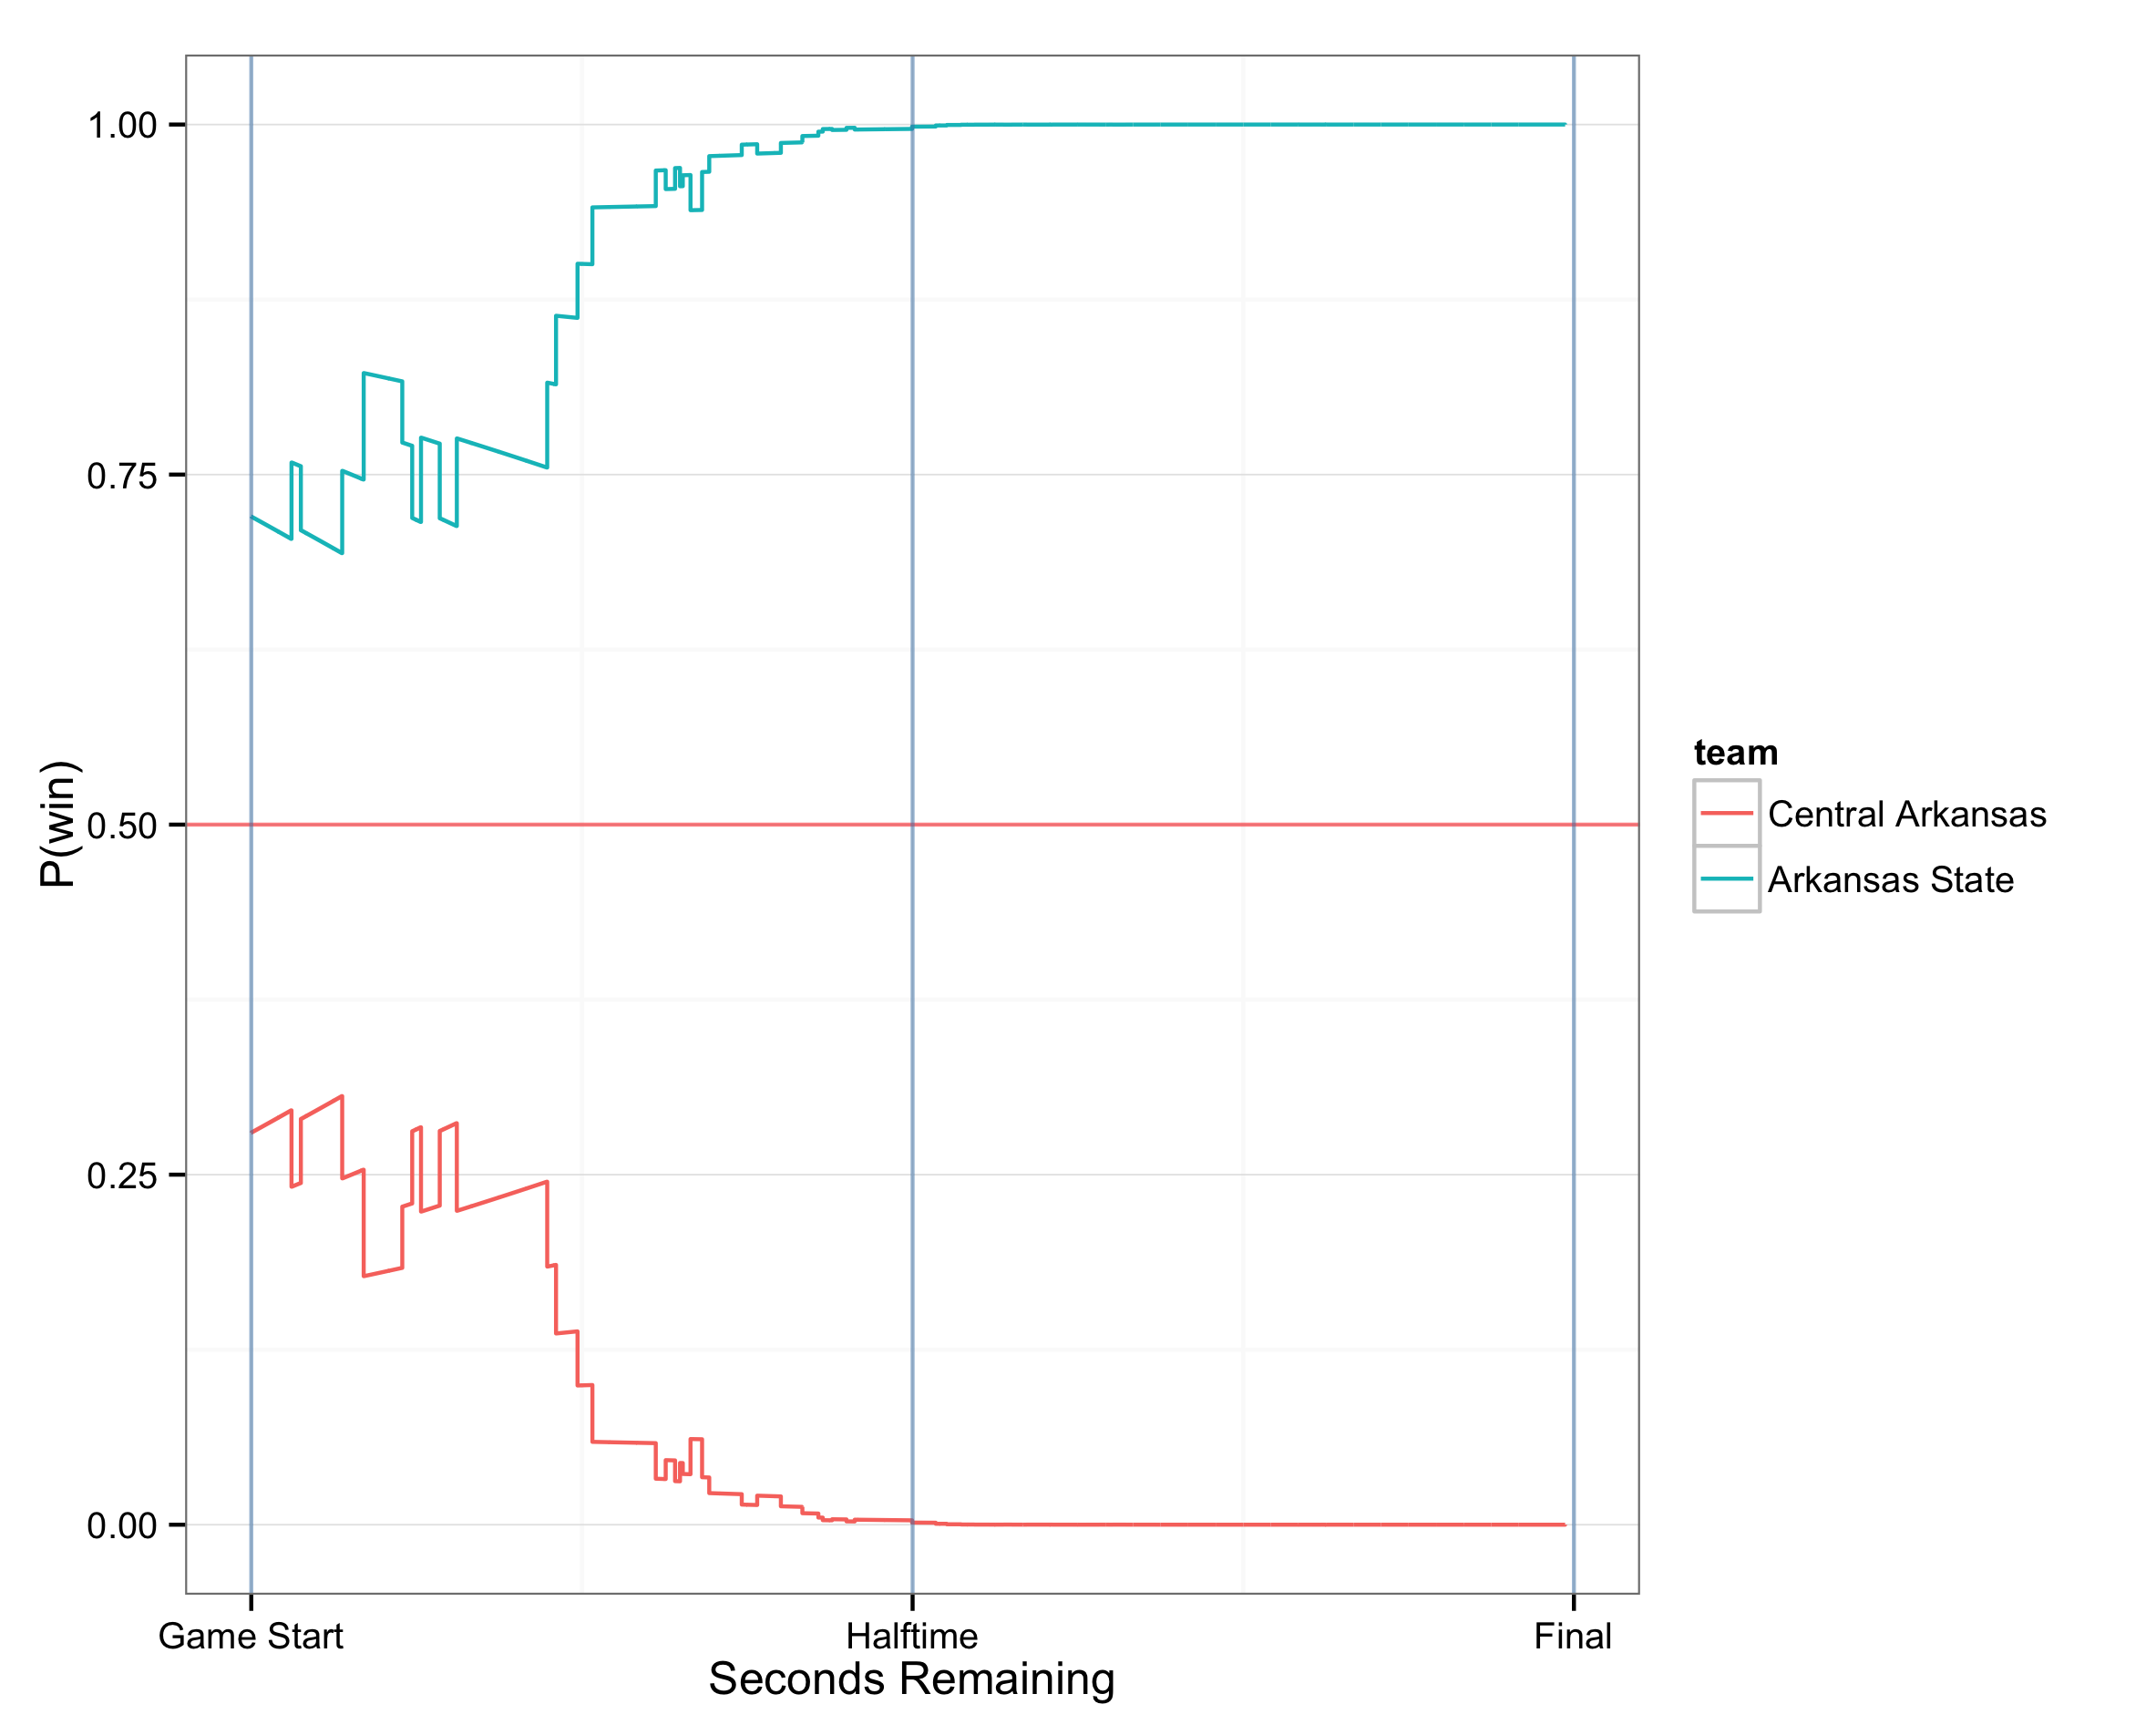 1.00
0.75
0.50
0.25
0.00
P(win)
Game Start
Halftime
Final
Seconds Remaining
team
Central Arkansas
Arkansas State